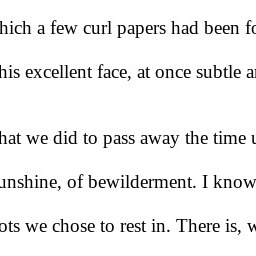 hich a few curl papers had been fo
his excellent face, at once subtle a
hat we did to pass away the time u
unshine, of bewilderment. I know
ots we chose to rest in. There is, w